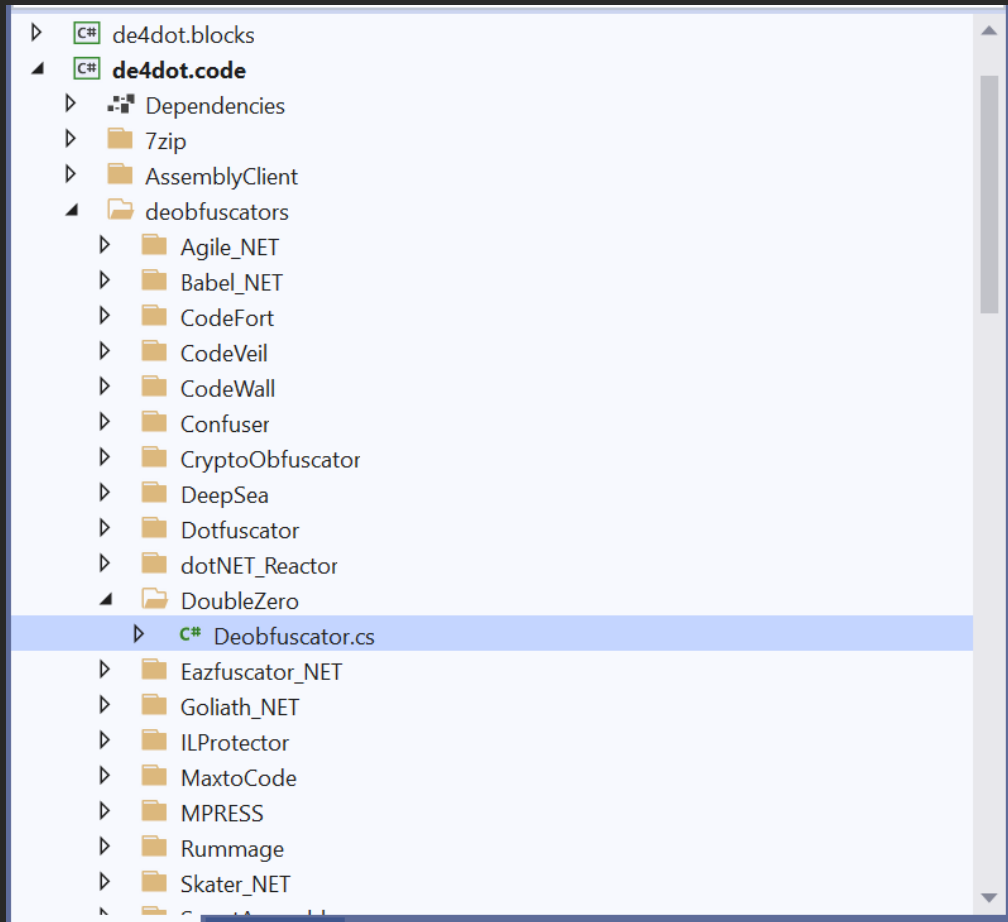 C# de4dot.blocks
C# de4dot.code
Dependencies
7zip
AssemblyClient
deobfuscators
Agile_NET
Babel_NET
CodeFort
CodeVeil
CodeWall
Confuser
CryptoObfuscator
DeepSea
Dotfuscator
dotNET_Reactor
DoubleZero
C# Deobfuscator.cs
Eazfuscator_NET
Goliath_NET
ILProtector
MaxtoCode
MPRESS
Rummage
Skater_NET